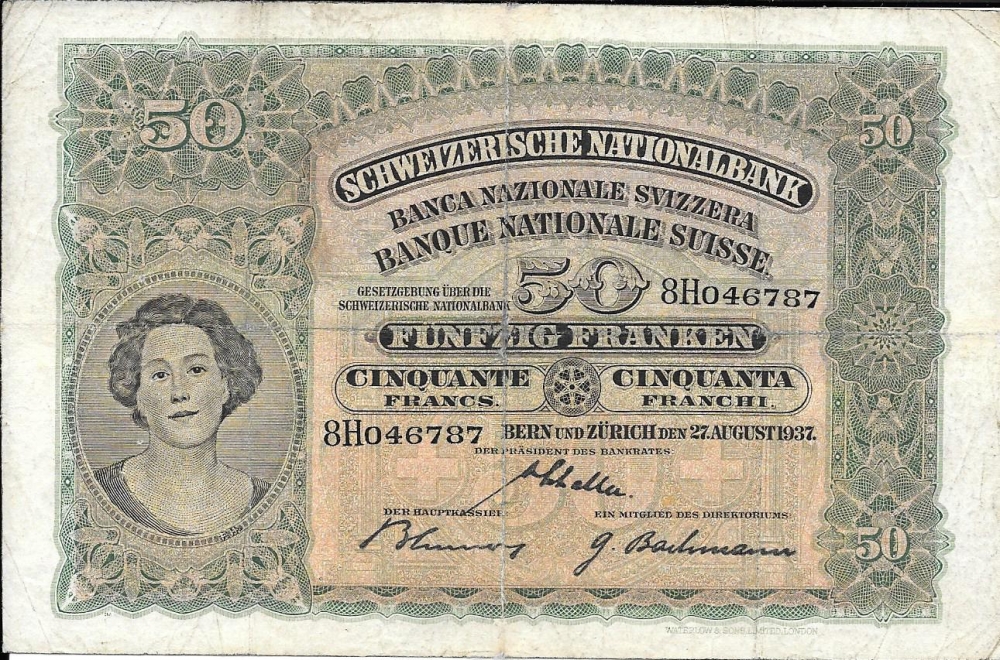 50
50
SCHWEIZERISCHE NATIONALBANK
BANCA NAZIONALE SVIZZERA
BANQUE NATIONALE SUISSE.
GESETZGEBUNG ÜBER DIE
SCHWEIZERISCHE NATIONALBANK
50
8H046787
FÜNFZIG FRANKEN
CINQUANTE
FRANCS.
CINQUANTA
FRANCHI.
8H046787
BERN UND ZÜRICH DEN 27. AUGUST 1937.
DER PRÄSIDENT DES BANKRATES:
DER HAUPTKASSIER:
EIN MITGLIED DES DIREKTORIUMS:
G. Bachmann
50
WATERLOW & SONS LIMITED, LONDON